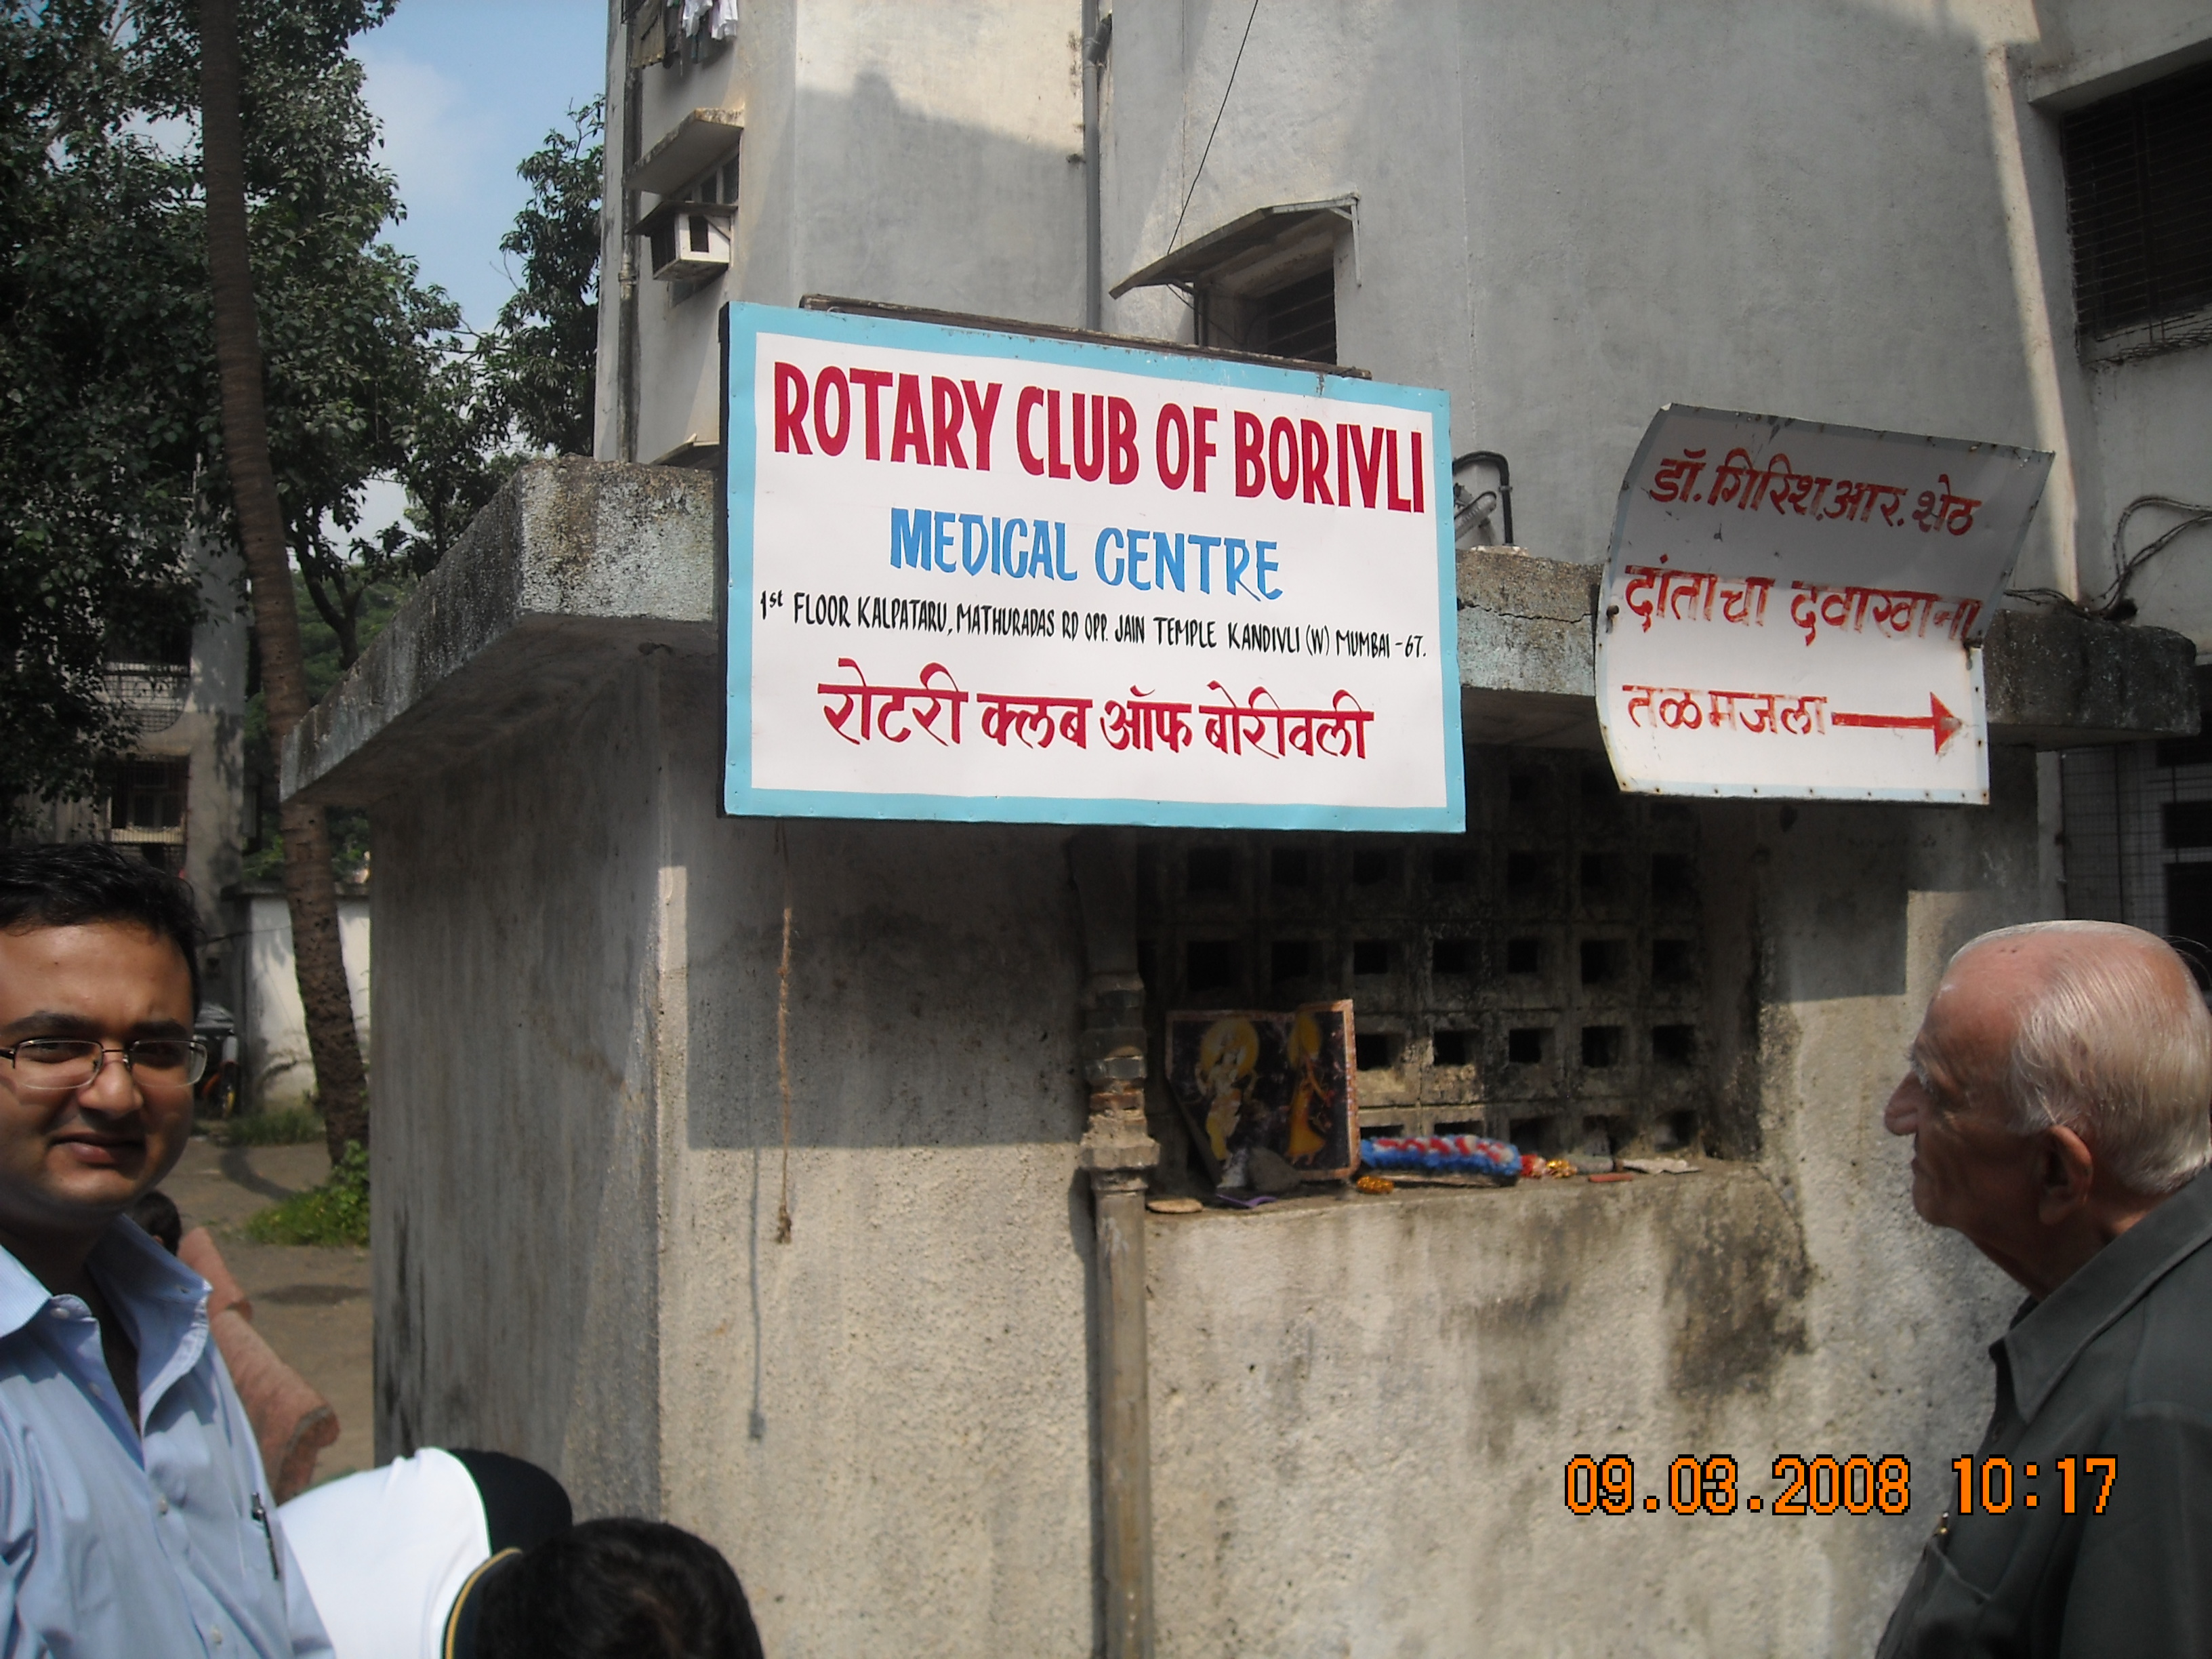 ROTARY CLUB OF BORIVLI
MEDICAL CENTRE
1st FLOOR KALPATARU, MATHURADAS RD OPP. JAIN TEMPLE KANDIVLI (W) MUMBAI - 67.
रोटरी क्लब ऑफ बोरीवली
डॉ. गिरिश.आर. शेठ
दांताचा दवाखाना
तळमजला
09.03.2008 10:17